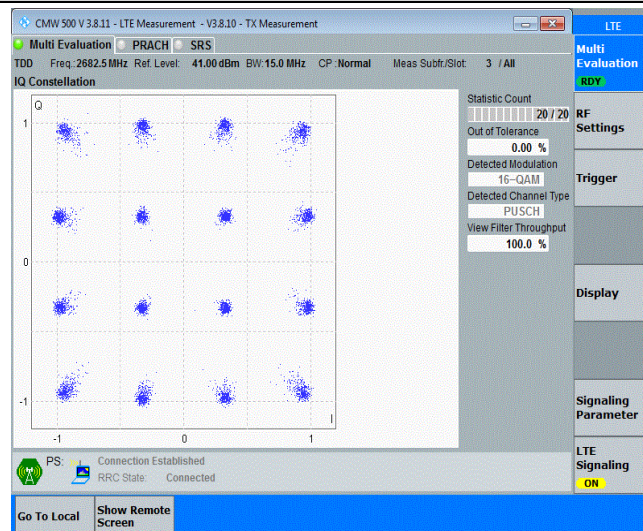 CMW 500 V 3.8.11 - LTE Measurement - V3.8.10 - TX Measurement
LTE
Multi Evaluation PRACH SRS
Multi Evaluation
RDY
TDD Freq.:2682.5 MHz Ref. Level: 41.00 dBm BW:15.0 MHz CP :Normal Meas Subfr./Slot: 3 / All
IQ Constellation
Statistic Count
20 / 20
Out of Tolerance
0.00 %
Detected Modulation
16-QAM
Detected Channel Type
PUSCH
View Filter Throughput
100.0 %
Q
1
0
-1
I
-1 0 1
RF Settings
Trigger
Display
Signaling Parameter
LTE Signaling
ON
PS: Connection Established
RRC State: Connected
Go To Local
Show Remote Screen